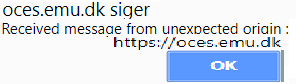 oces.emu.dk siger
Received message from unexpected origin :
https://oces.emu.dk
OK